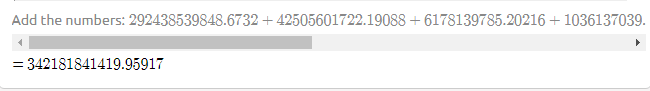 Add the numbers: 292438539848.6732 + 42505601722.19088 + 6178139785.20216 + 1036137039.
= 342181841419.95917